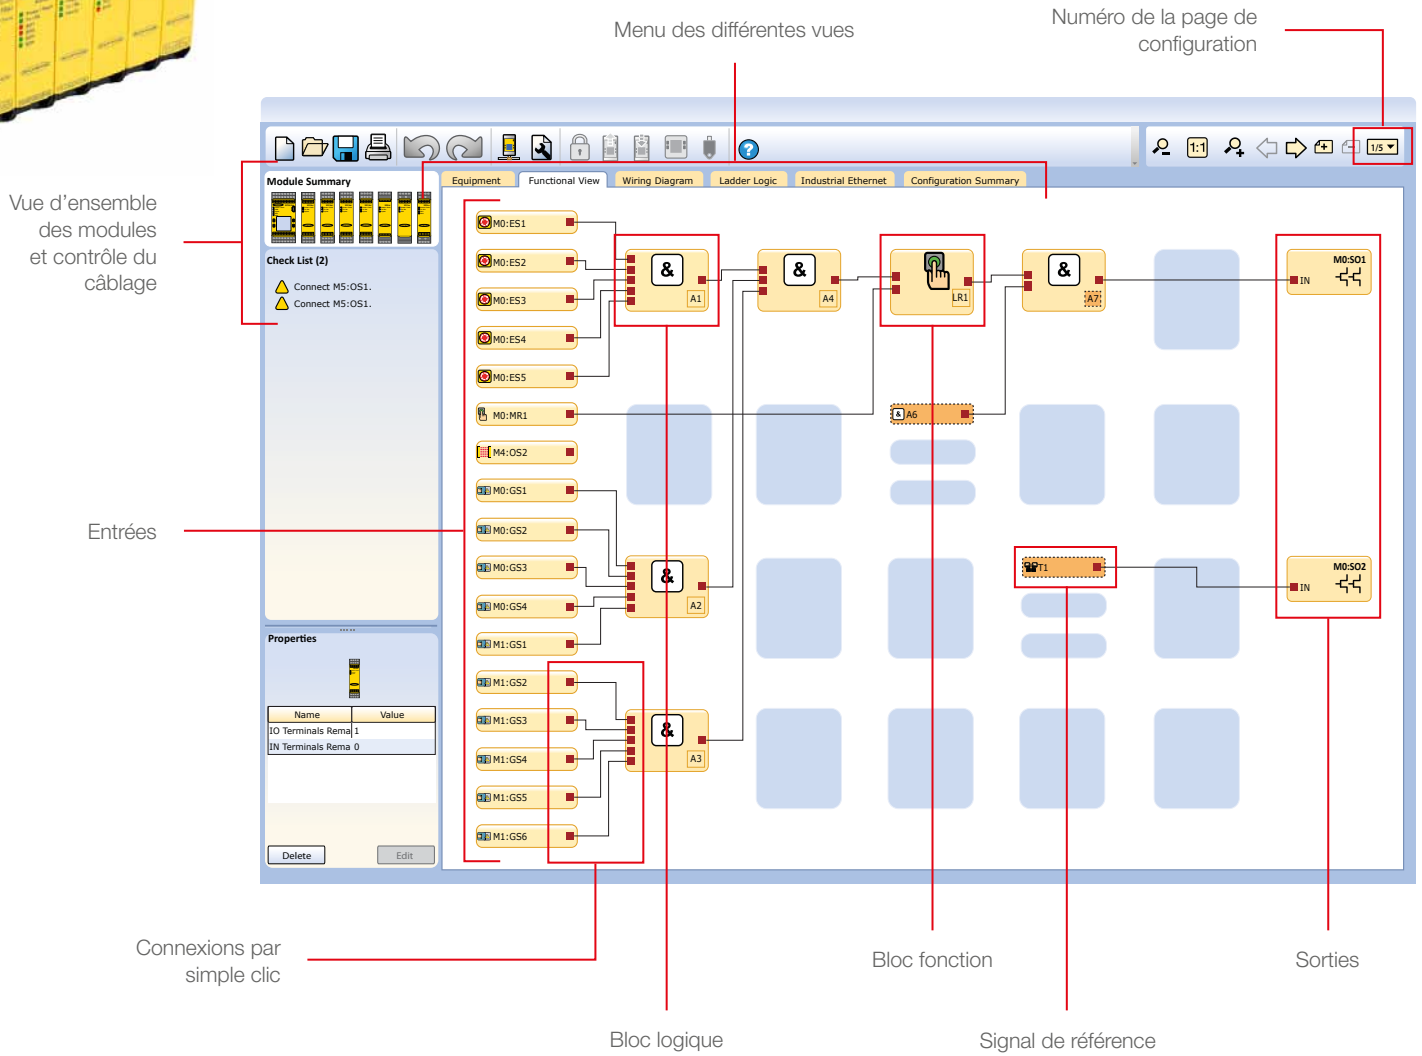 Menu des différentes vues
Numéro de la page de
configuration
Vue d'ensemble
des modules
et contrôle du
câblage
Entrées
Connexions par
simple clic
Bloc logique
Bloc fonction
Signal de référence
Sorties
1:1
1/5
Module Summary
Equipment
Functional View
Wiring Diagram
Ladder Logic
Industrial Ethernet
Configuration Summary
Check List (2)
Connect M5:OS1.
Connect M5:OS1.
Properties
Name Value
IO Terminals Rema 1
IN Terminals Rema 0
Delete
Edit
M0:ES1
M0:ES2
M0:ES3
M0:ES4
M0:ES5
M0:MR1
M4:OS2
M0:GS1
M0:GS2
M0:GS3
M0:GS4
M1:GS1
M1:GS2
M1:GS3
M1:GS4
M1:GS5
M1:GS6
&
A1
&
A2
&
A3
&
A4
LR1
&
A7
& A6
T1
M0:SO1
IN
M0:SO2
IN